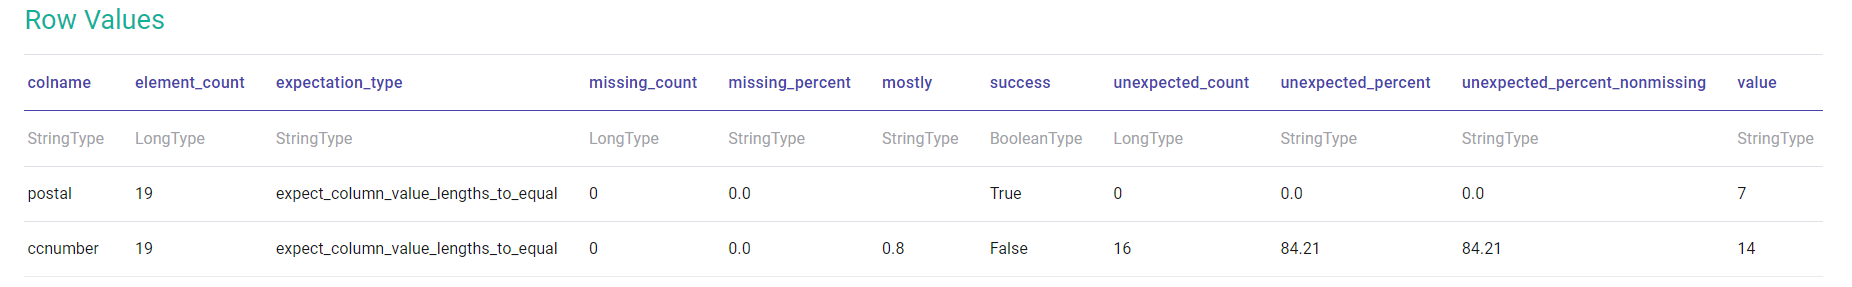 Row Values
colname element_count expectation_type missing_count missing_percent mostly success unexpected_count unexpected_percent unexpected_percent_nonmissing value
StringType LongType StringType LongType StringType StringType BooleanType LongType StringType StringType StringType
postal 19 expect_column_value_lengths_to_equal 0 0.0 True 0 0.0 0.0 7
ccnumber 19 expect_column_value_lengths_to_equal 0 0.0 0.8 False 16 84.21 84.21 14